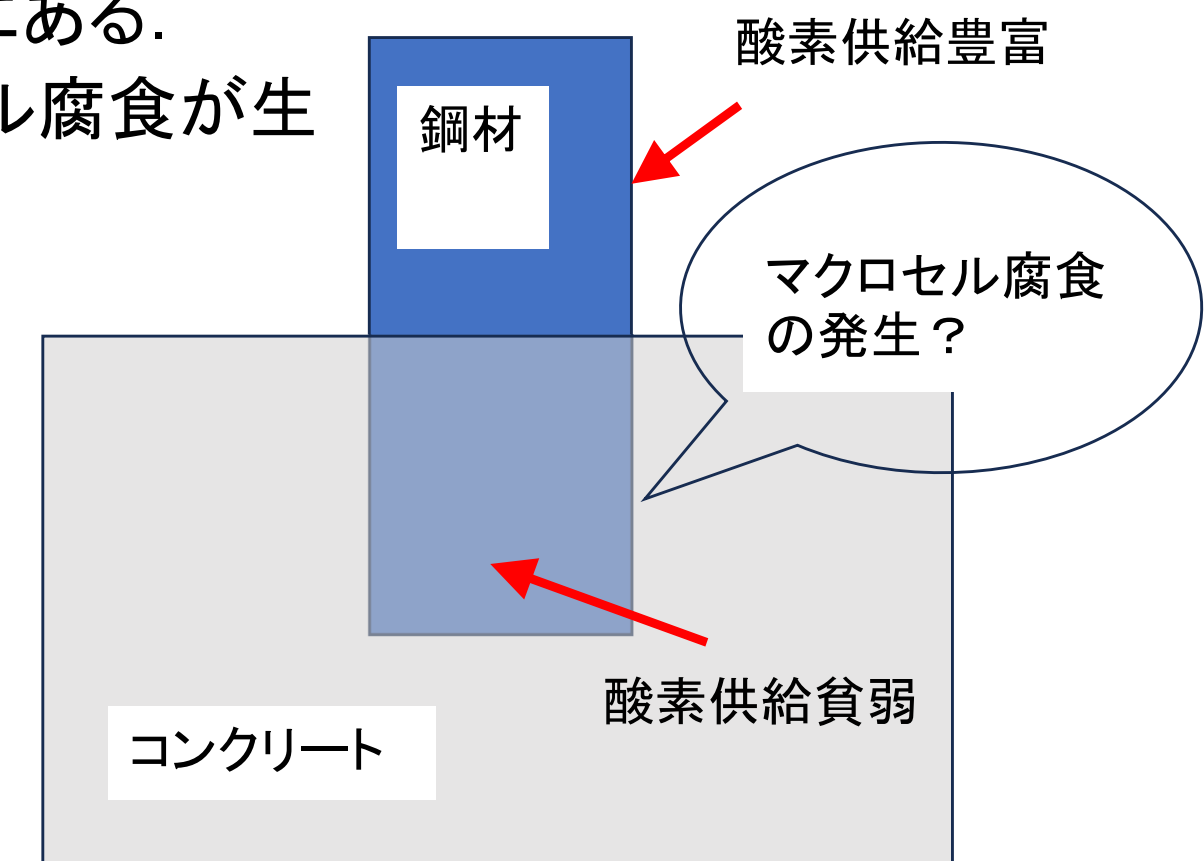 にある.
ル腐食が生
酸素供給豊富
鋼材
マクロセル腐食
の発生？
酸素供給貧弱
コンクリート